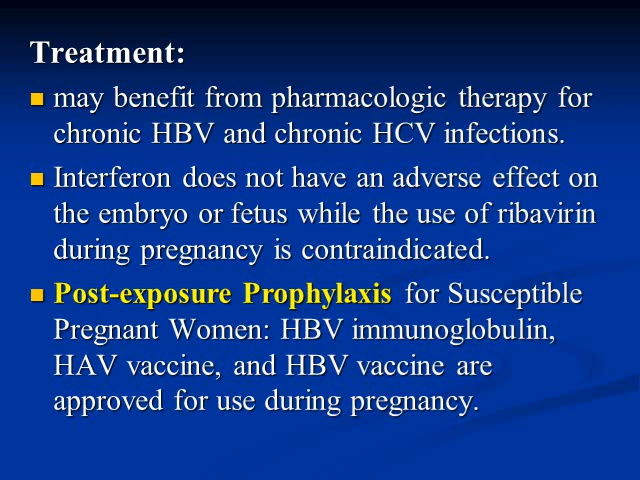 Treatment:
may benefit from pharmacologic therapy for
chronic HBV and chronic HCV infections.
Interferon does not have an adverse effect on
the embryo or fetus while the use of ribavirin
during pregnancy is contraindicated.
Post-exposure Prophylaxis for Susceptible
Pregnant Women: HBV immunoglobulin,
HAV vaccine, and HBV vaccine are
approved for use during pregnancy.